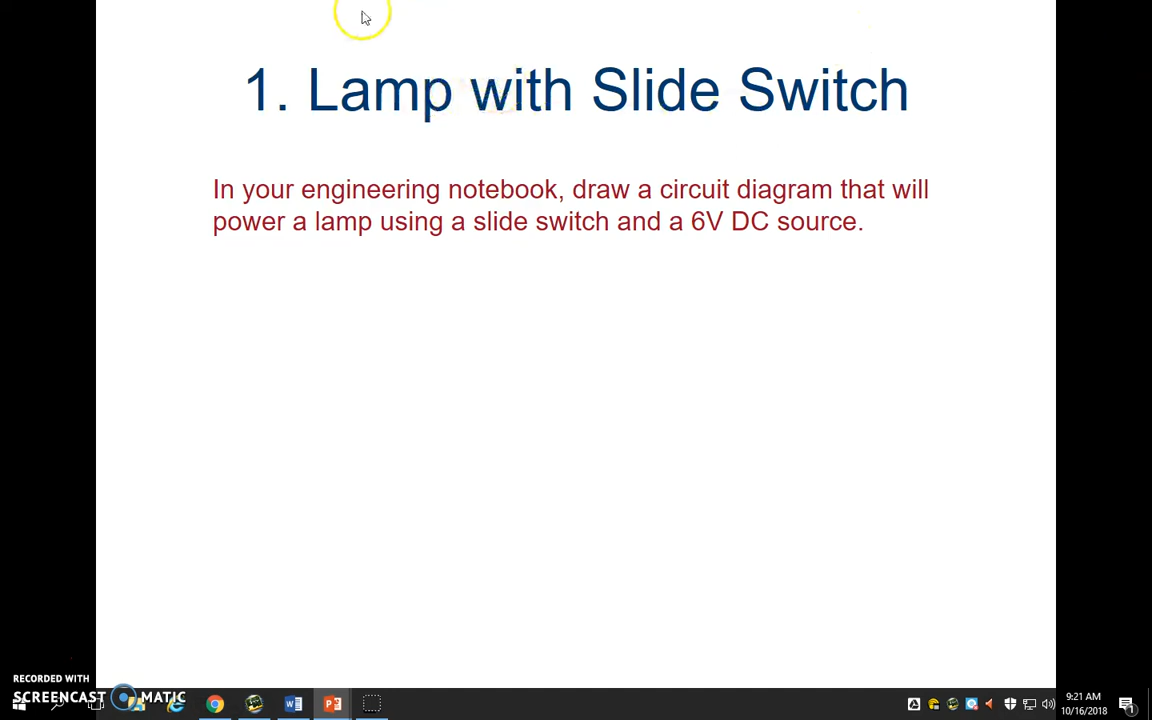 1. Lamp with Slide Switch
In your engineering notebook, draw a circuit diagram that will
power a lamp using a slide switch and a 6V DC source.
RECORDED WITH
SCREENCAST MATIC
9:21 AM
10/16/2018